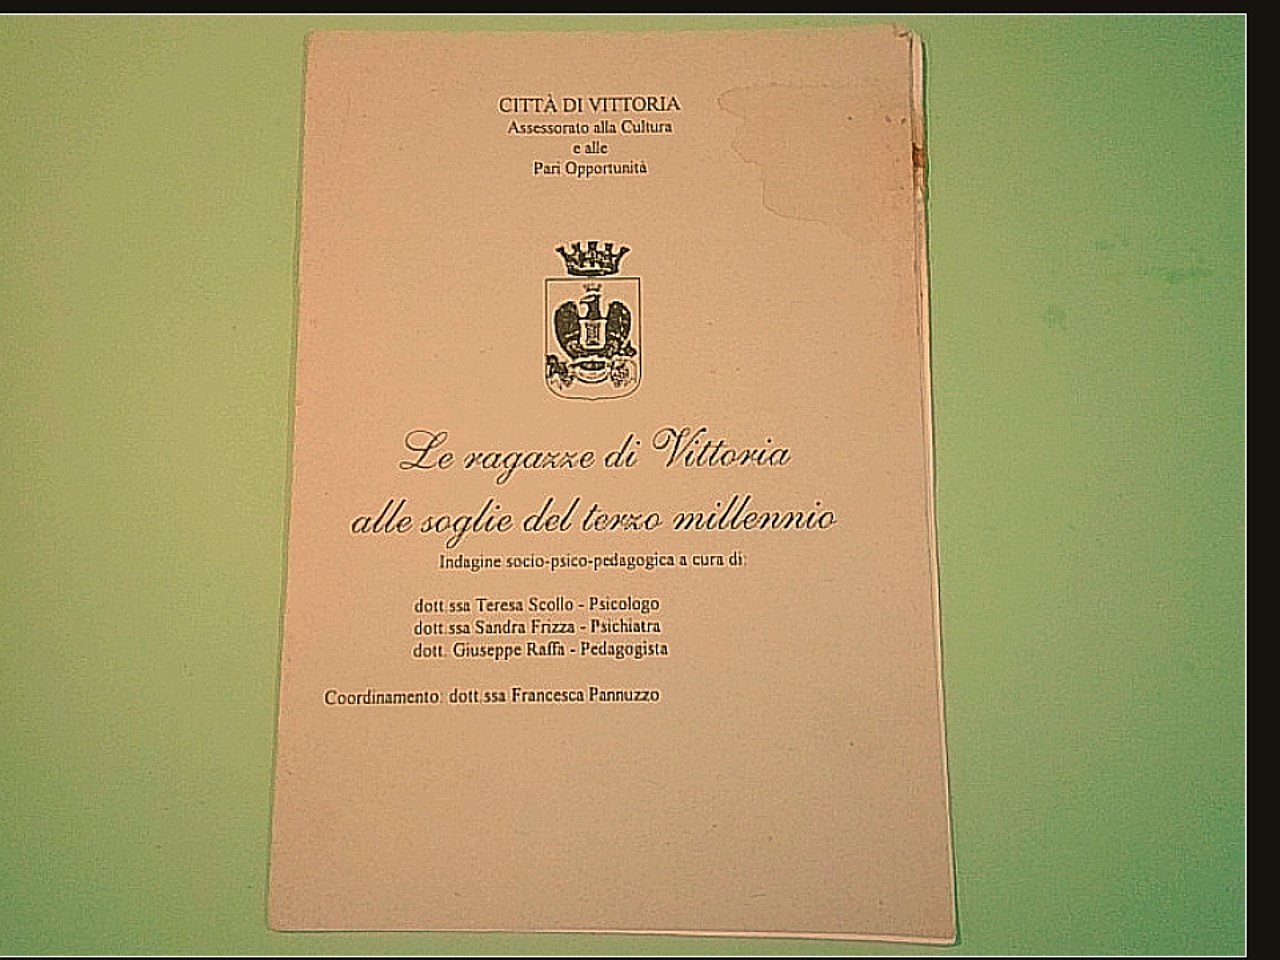 CITTÀ DI VITTORIA
Assessorato alla Cultura
e alle
Pari Opportunità
Le ragazze di Vittoria
alle soglie del terzo millennio
Indagine socio-psico-pedagogica a cura di:
dott.ssa Teresa Scollo - Psicologo
dott.ssa Sandra Frizza - Psichiatra
dott. Giuseppe Raffa - Pedagogista
Coordinamento: dott.ssa Francesca Pannuzzo